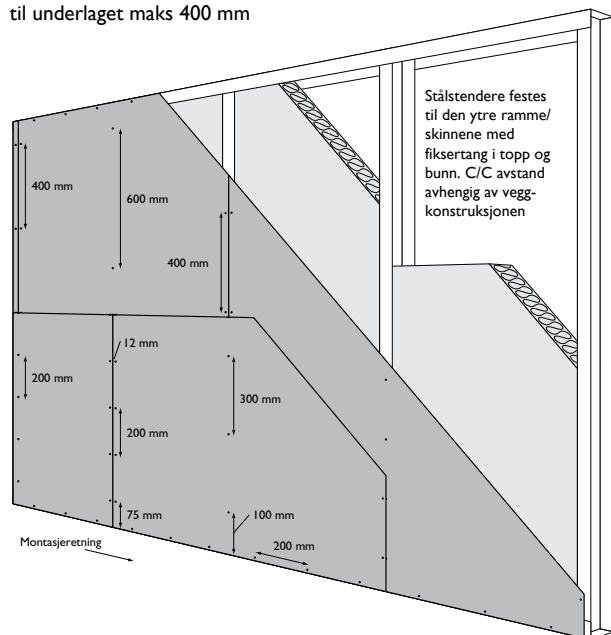 til underlaget maks 400 mm
Stålstendere festes
til den ytre ramme/
skinnene med
fiksertang i topp og
bunn. C/C avstand
avhengig av vegg-
konstruksjonen
400 mm
600 mm
400 mm
12 mm
200 mm
300 mm
200 mm
75 mm
100 mm
200 mm
Montasjeretning